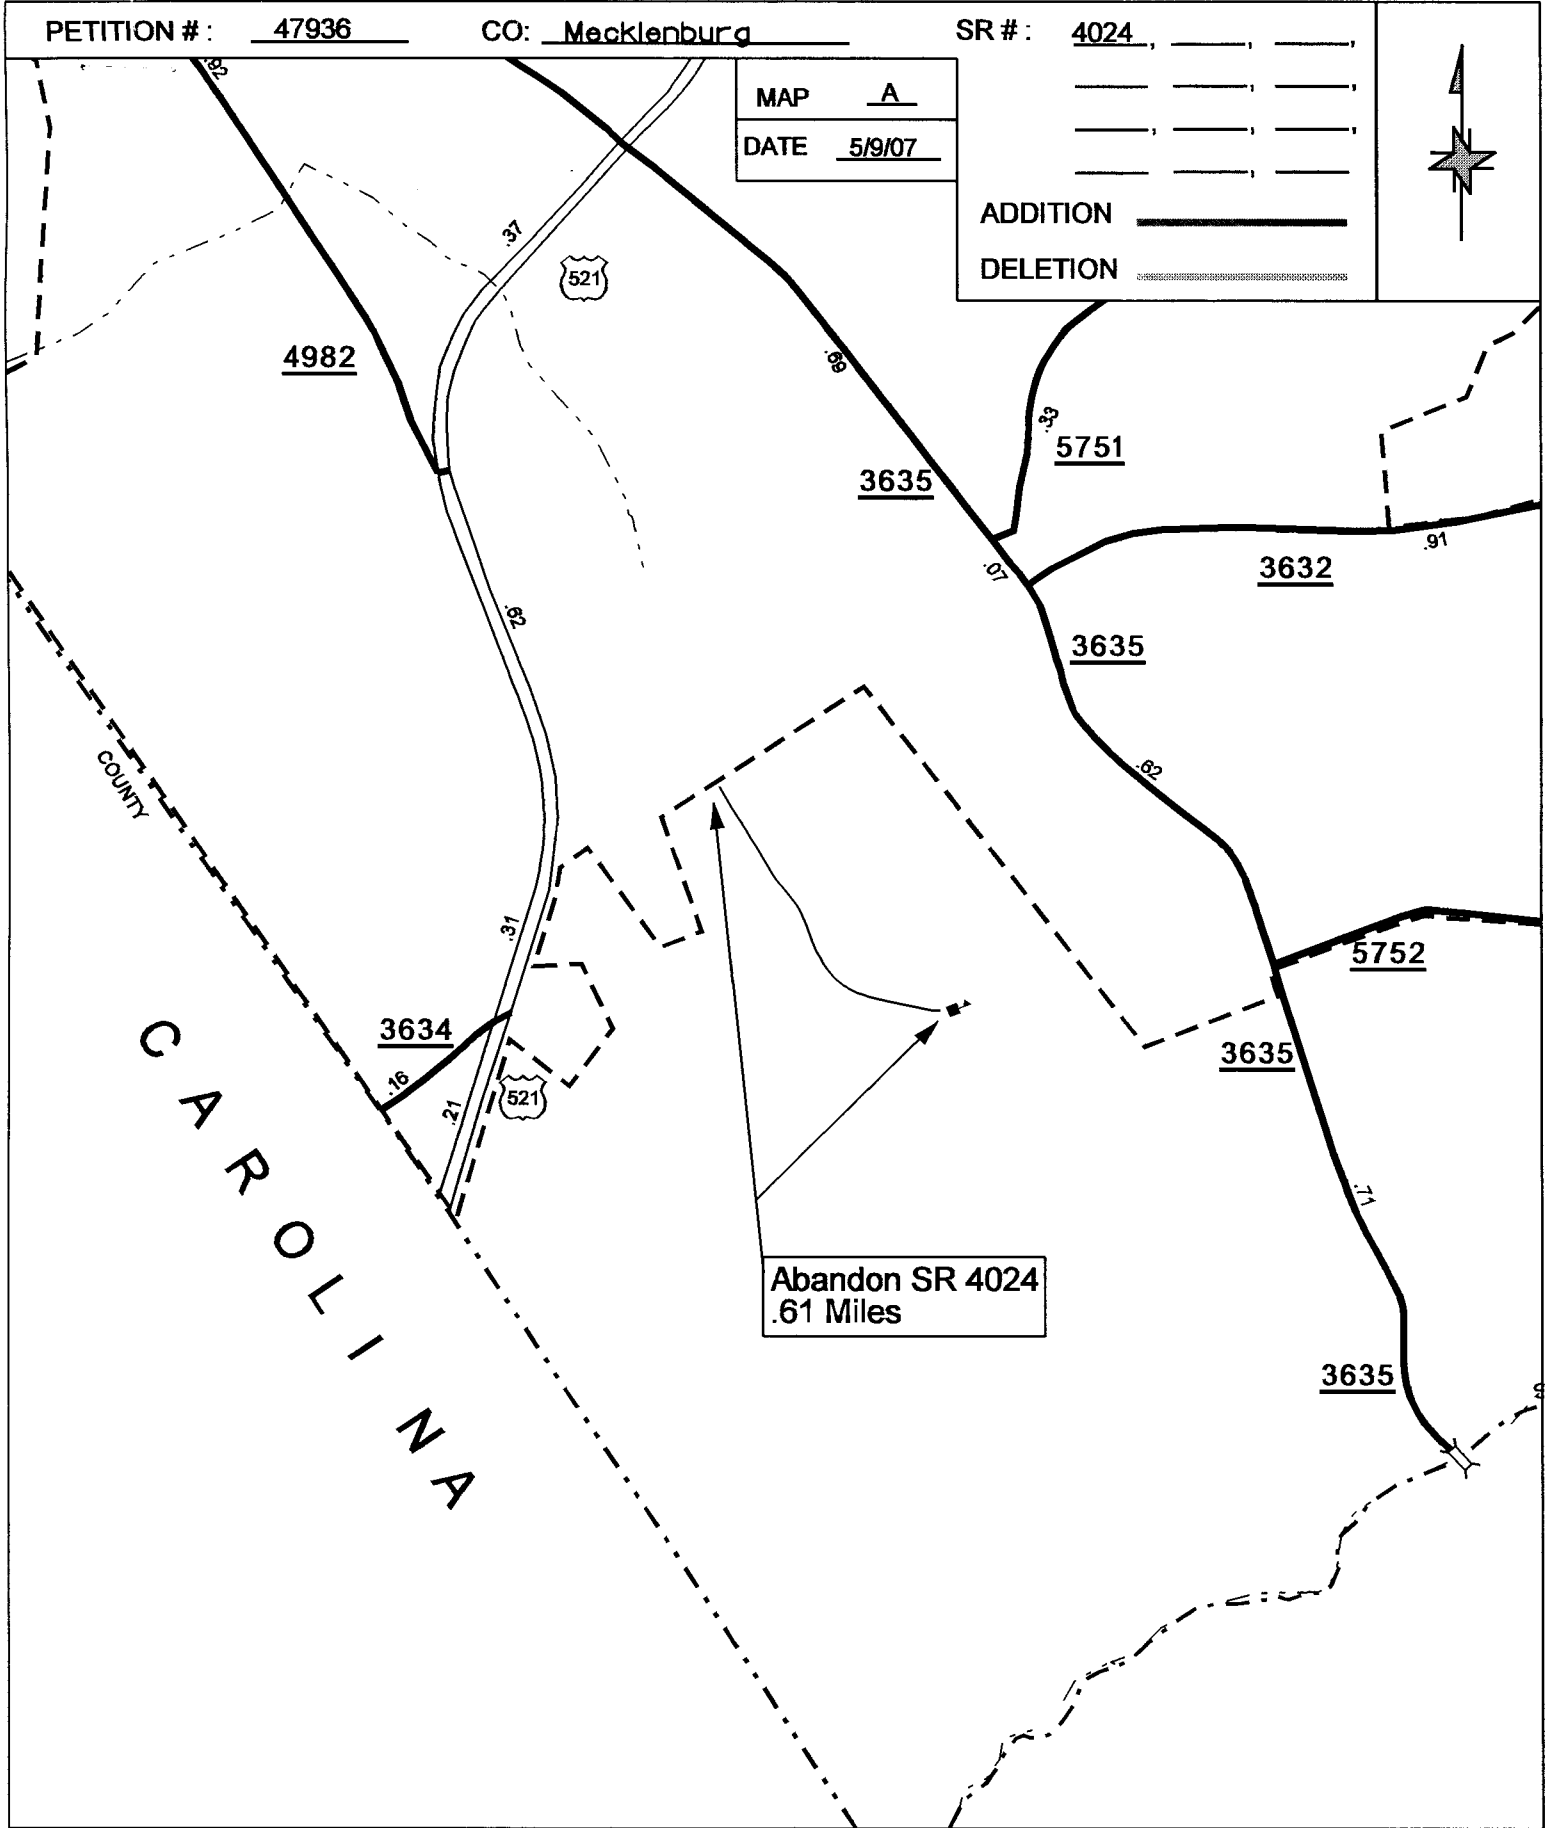 PETITION # : 47936 CO: Mecklenburg SR # : 4024, , ,
MAP A
DATE 5/9/07
ADDITION
DELETION
.92
.37
521
4982
.69
.33
5751
3635
.91
.07
3632
.62
3635
COUNTY
.62
.31
5752
3634
3635
.16
.21
521
.71
CAROLINA
Abandon SR 4024
.61 Miles
3635